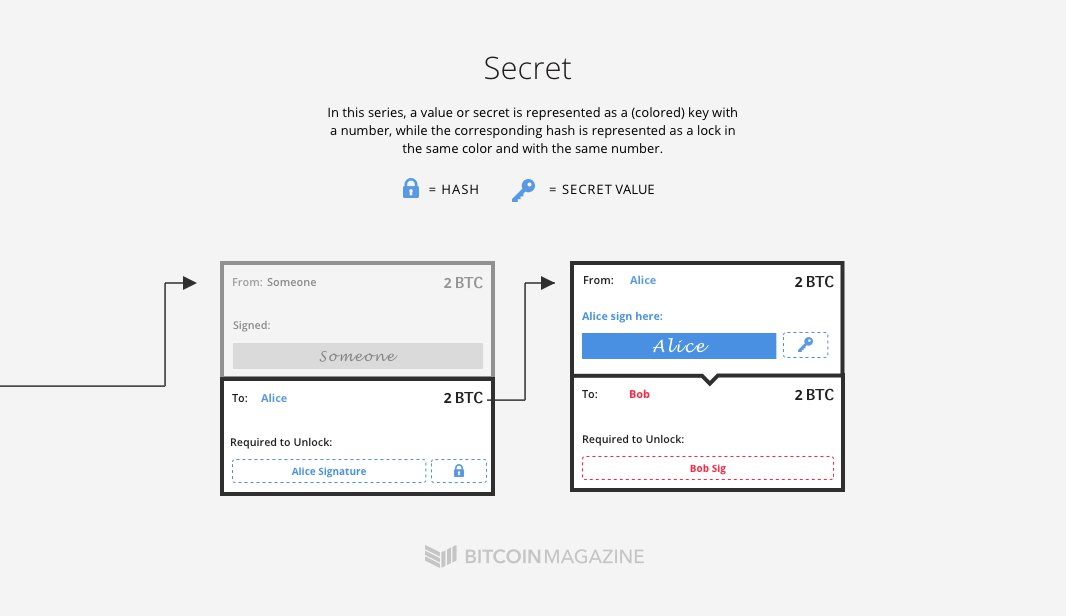 Secret
In this series, a value or secret is represented as a (colored) key with
a number, while the corresponding hash is represented as a lock in
the same color and with the same number.
= HASH = SECRET VALUE
From: Someone 2 BTC
Signed:
Someone
To: Alice 2 BTC
Required to Unlock:
Alice Signature
From: Alice 2 BTC
Alice sign here:
Alice
To: Bob 2 BTC
Required to Unlock:
Bob Sig
BITCOINMAGAZINE